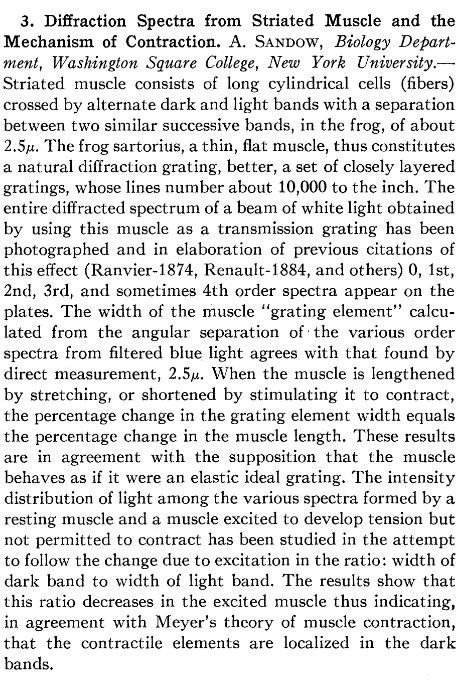 3. Diffraction Spectra from Striated Muscle and the
Mechanism of Contraction. A. SANDOW, Biology Depart-
ment, Washington Square College, New York University.—
Striated muscle consists of long cylindrical cells (fibers)
crossed by alternate dark and light bands with a separation
between two similar successive bands, in the frog, of about
2.5μ. The frog sartorius, a thin, flat muscle, thus constitutes
a natural diffraction grating, better, a set of closely layered
gratings, whose lines number about 10,000 to the inch. The
entire diffracted spectrum of a beam of white light obtained
by using this muscle as a transmission grating has been
photographed and in elaboration of previous citations of
this effect (Ranvier-1874, Renault-1884, and others) 0, 1st,
2nd, 3rd, and sometimes 4th order spectra appear on the
plates. The width of the muscle “grating element” calcu-
lated from the angular separation of the various order
spectra from filtered blue light agrees with that found by
direct measurement, 2.5μ. When the muscle is lengthened
by stretching, or shortened by stimulating it to contract,
the percentage change in the grating element width equals
the percentage change in the muscle length. These results
are in agreement with the supposition that the muscle
behaves as if it were an elastic ideal grating. The intensity
distribution of light among the various spectra formed by a
resting muscle and a muscle excited to develop tension but
not permitted to contract has been studied in the attempt
to follow the change due to excitation in the ratio: width of
dark band to width of light band. The results show that
this ratio decreases in the excited muscle thus indicating,
in agreement with Meyer's theory of muscle contraction,
that the contractile elements are localized in the dark
bands.